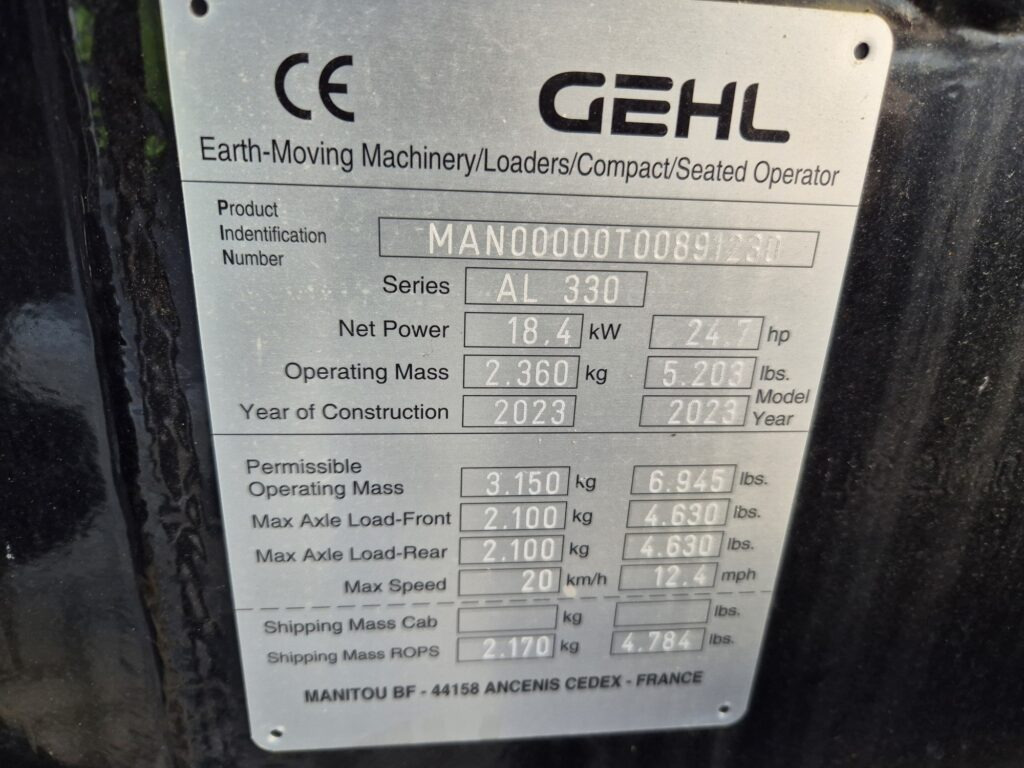 CE GEHL
Earth-Moving Machinery/Loaders/Compact/Seated Operator
Product
Indentification
Number MAN00000T00891230
Series AL 330
Net Power 18.4 kW 24.7 hp
Operating Mass 2.360 kg 5.203 lbs.
Year of Construction 2023 2023 Model Year
Permissible
Operating Mass 3.150 kg 6.945 lbs.
Max Axle Load-Front 2.100 kg 4.630 lbs.
Max Axle Load-Rear 2.100 kg 4.630 lbs.
Max Speed 20 km/h 12.4 mph
Shipping Mass Cab kg lbs.
Shipping Mass ROPS 2.170 kg 4.784 lbs.
MANITOU BF - 44158 ANCENIS CEDEX - FRANCE